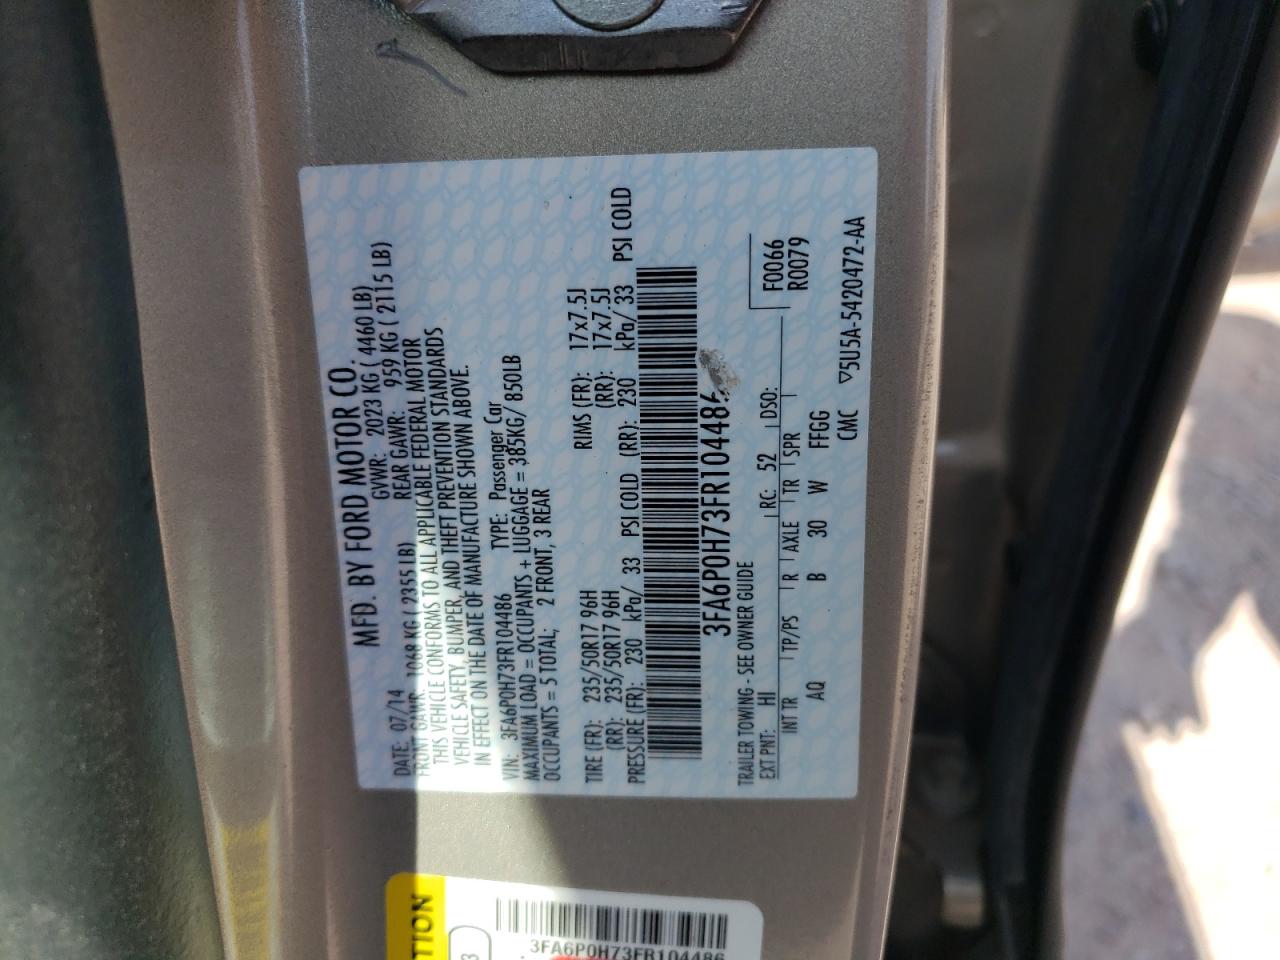 MFD. BY FORD MOTOR CO.
DATE: 07/14 GVWR: 2023 KG ( 4460 LB)
FRONT GAWR: 1068 KG ( 2355 LB) REAR GAWR: 959 KG ( 2115 LB)
THIS VEHICLE CONFORMS TO ALL APPLICABLE FEDERAL MOTOR
VEHICLE SAFETY, BUMPER, AND THEFT PREVENTION STANDARDS
IN EFFECT ON THE DATE OF MANUFACTURE SHOWN ABOVE.
VIN: 3FA6P0H73FR104486 TYPE: Passenger Car
MAXIMUM LOAD = OCCUPANTS + LUGGAGE = 385KG/ 850LB
OCCUPANTS = 5 TOTAL: 2 FRONT, 3 REAR
TIRE (FR): 235/50R17 96H RIMS (FR): 17x7.5J
(RR): 235/50R17 96H (RR): 17x7.5J
PRESSURE (FR): 230 kPa/ 33 PSI COLD (RR): 230 kPa/ 33 PSI COLD
3FA6P0H73FR104486
TRAILER TOWING - SEE OWNER GUIDE F0066
EXT PNT: HI RC: 52 DSO: R0079
INT TR TP/PS R AXLE TR SPR
AQ B 30 W FFGG
CMC ▽5U5A-5420472-AA
TION
3FA6P0H73FR104486